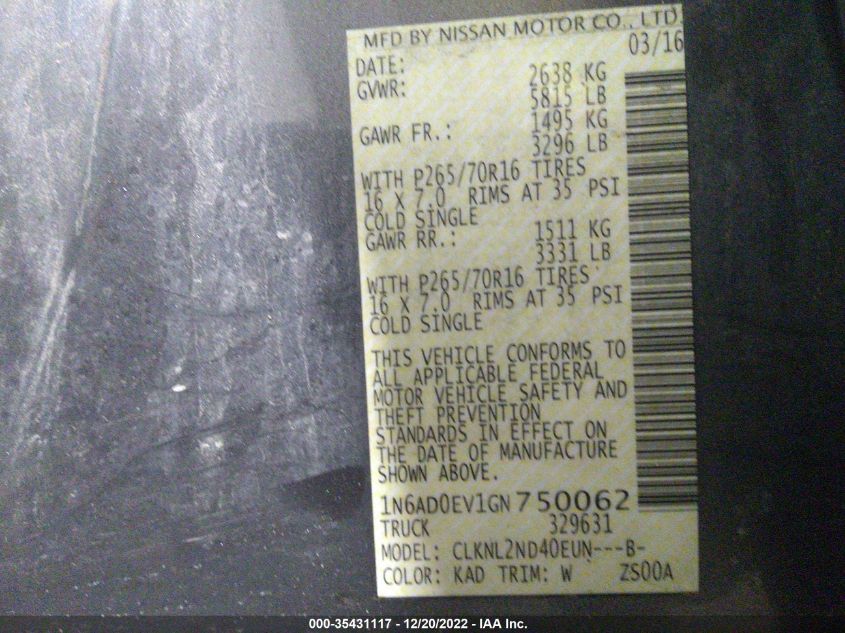 MFD BY NISSAN MOTOR CO., LTD.
DATE: 03/16
GVWR: 2638 KG
5815 LB
GAWR FR.: 1495 KG
3296 LB
WITH P265/70R16 TIRES
16 X 7.0 RIMS AT 35 PSI
COLD SINGLE
GAWR RR.: 1511 KG
3331 LB
WITH P265/70R16 TIRES
16 X 7.0 RIMS AT 35 PSI
COLD SINGLE
THIS VEHICLE CONFORMS TO
ALL APPLICABLE FEDERAL
MOTOR VEHICLE SAFETY AND
THEFT PREVENTION
STANDARDS IN EFFECT ON
THE DATE OF MANUFACTURE
SHOWN ABOVE.
1N6AD0EV1GN750062
TRUCK 329631
MODEL: CLKNL2ND40EUN---B-
COLOR: KAD TRIM: W ZS00A
000-35431117 - 12/20/2022 - IAA Inc.